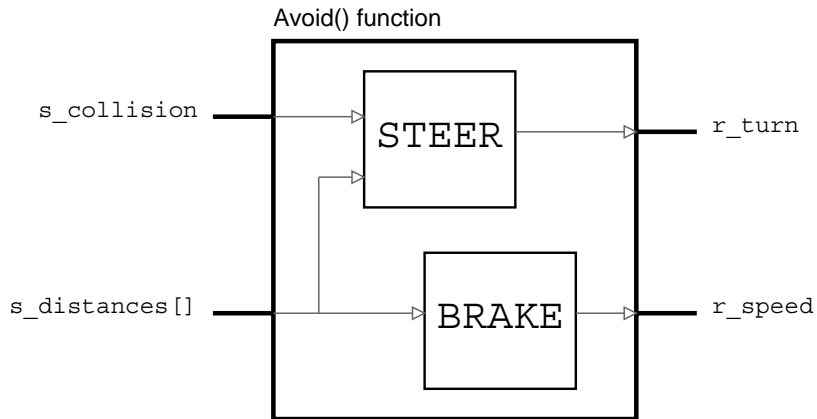 Avoid() function
s_collision
STEER
r_turn
s_distances[]
BRAKE
r_speed